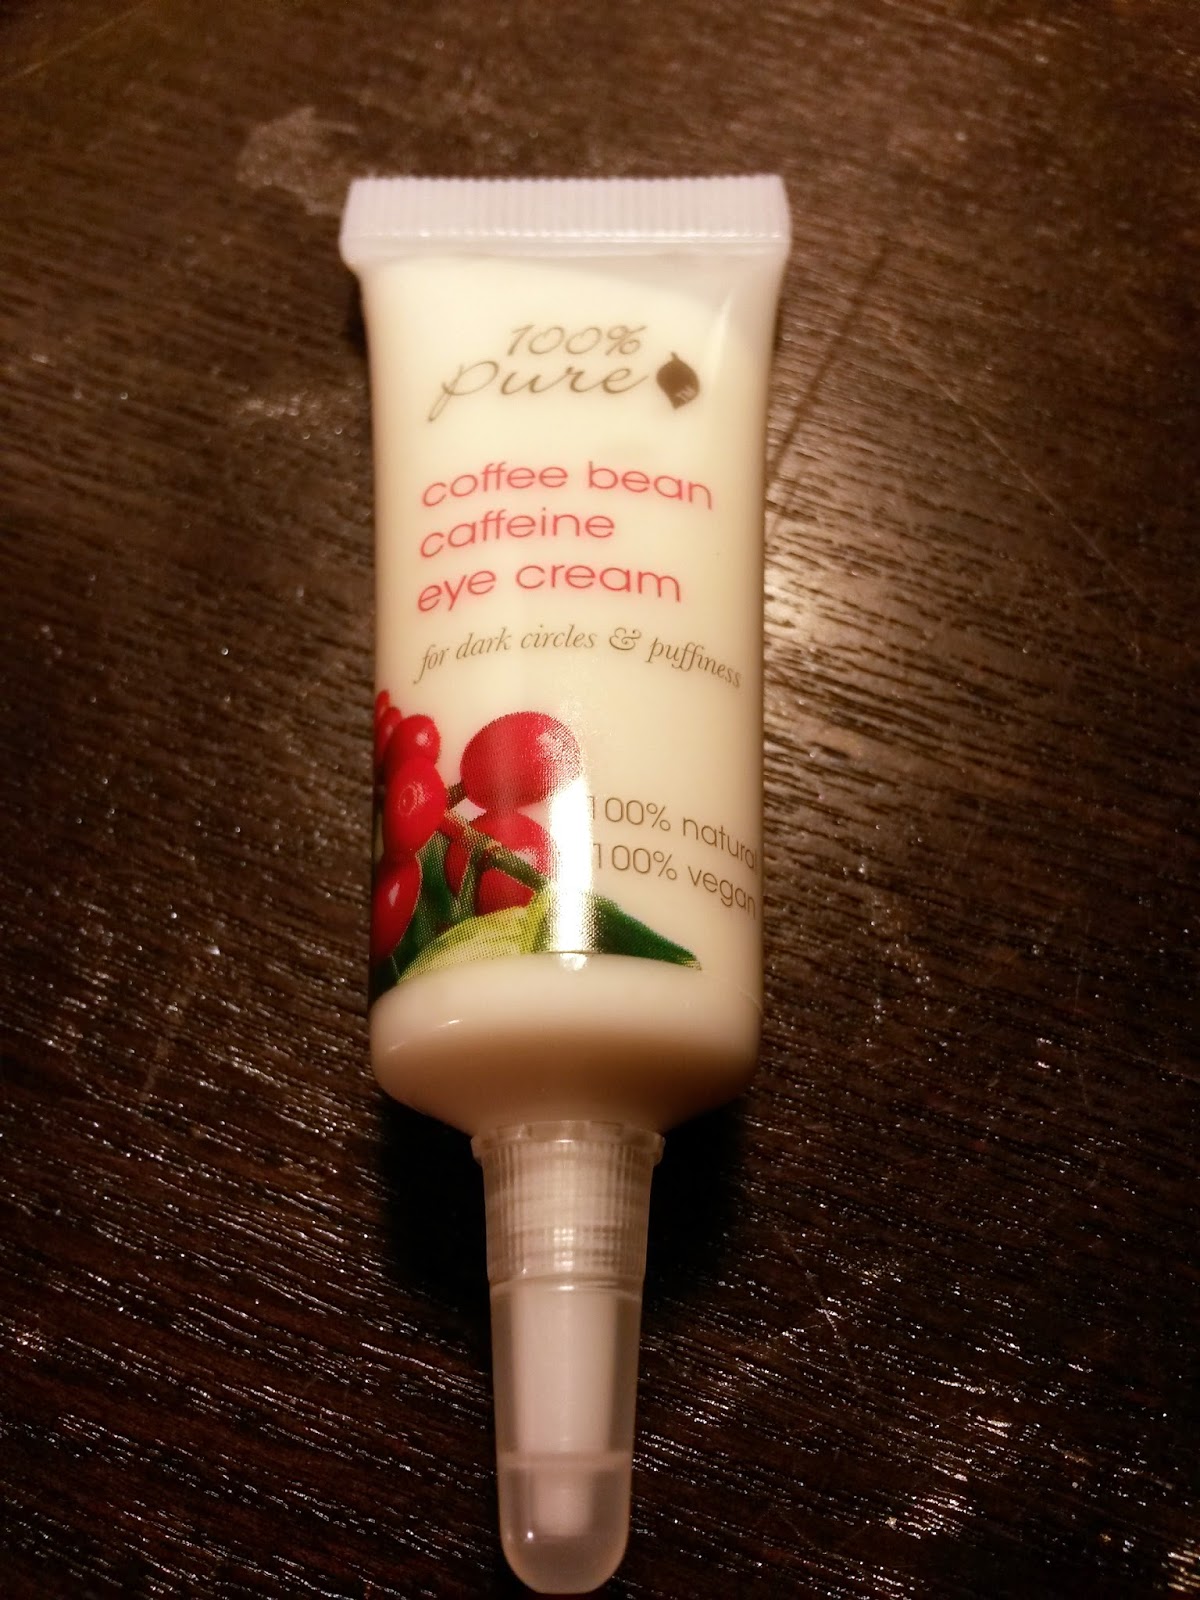 100%
pure
coffee bean
caffeine
eye cream
for dark circles & puffiness
100% natural
100% vegan